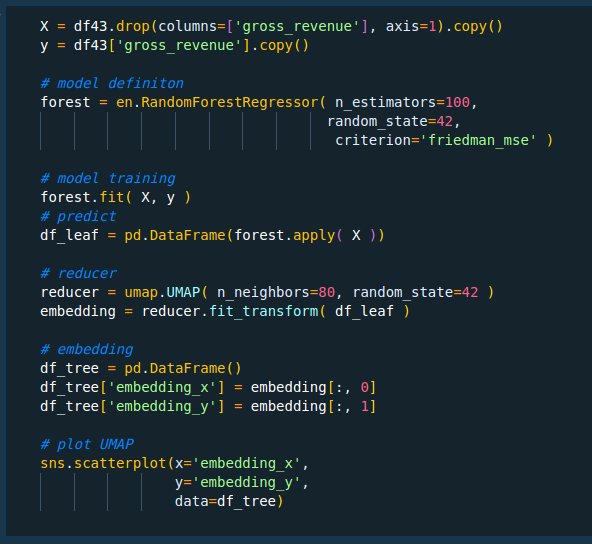 X = df43.drop(columns=['gross_revenue'], axis=1).copy()
y = df43['gross_revenue'].copy()
# model definiton
forest = en.RandomForestRegressor( n_estimators=100,
random_state=42,
criterion='friedman_mse' )
# model training
forest.fit( X, y )
# predict
df_leaf = pd.DataFrame(forest.apply( X ))
# reducer
reducer = umap.UMAP( n_neighbors=80, random_state=42 )
embedding = reducer.fit_transform( df_leaf )
# embedding
df_tree = pd.DataFrame()
df_tree['embedding_x'] = embedding[:, 0]
df_tree['embedding_y'] = embedding[:, 1]
# plot UMAP
sns.scatterplot(x='embedding_x',
y='embedding_y',
data=df_tree)